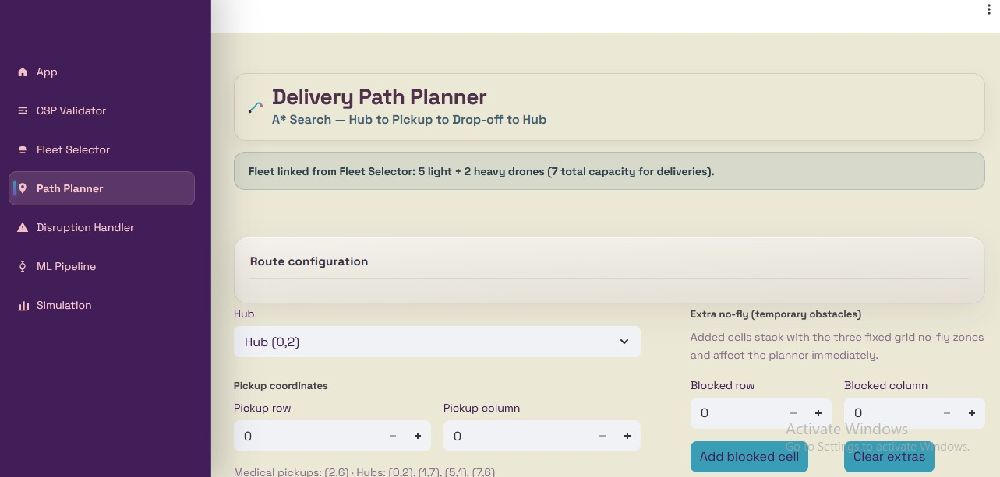 App
CSP Validator
Fleet Selector
Path Planner
Disruption Handler
ML Pipeline
Simulation
Delivery Path Planner
A* Search — Hub to Pickup to Drop-off to Hub
Fleet linked from Fleet Selector: 5 light + 2 heavy drones (7 total capacity for deliveries).
Route configuration
Hub
Hub (0,2)
Pickup coordinates
Pickup row
Pickup column
0 − +
0 − +
Medical pickups: (2,6) · Hubs: (0,2), (1,7), (5,1), (7,6)
Extra no-fly (temporary obstacles)
Added cells stack with the three fixed grid no-fly zones
and affect the planner immediately.
Blocked row
Blocked column
0 − +
0 − +
Add blocked cell
Clear extras
Activate Windows
Go to Settings to activate Windows.